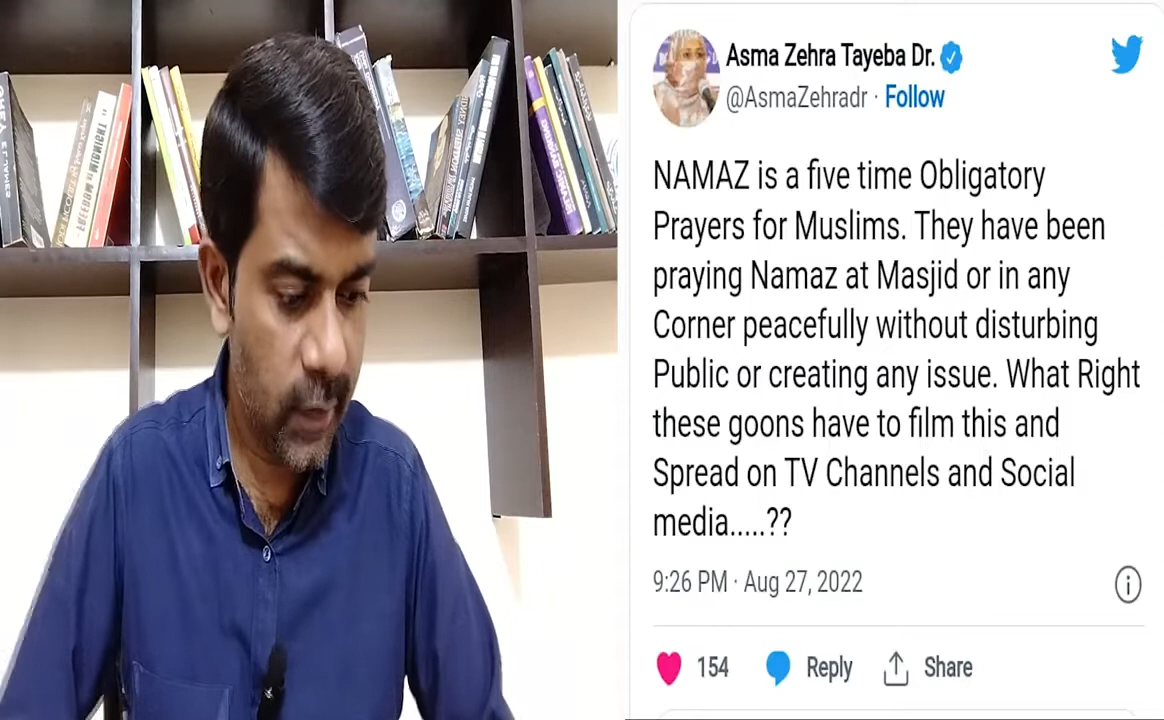 Asma Zehra Tayeba Dr.
@AsmaZehradr · Follow
NAMAZ is a five time Obligatory
Prayers for Muslims. They have been
praying Namaz at Masjid or in any
Corner peacefully without disturbing
Public or creating any issue. What Right
these goons have to film this and
Spread on TV Channels and Social
media.....??
9:26 PM · Aug 27, 2022
154 Reply Share